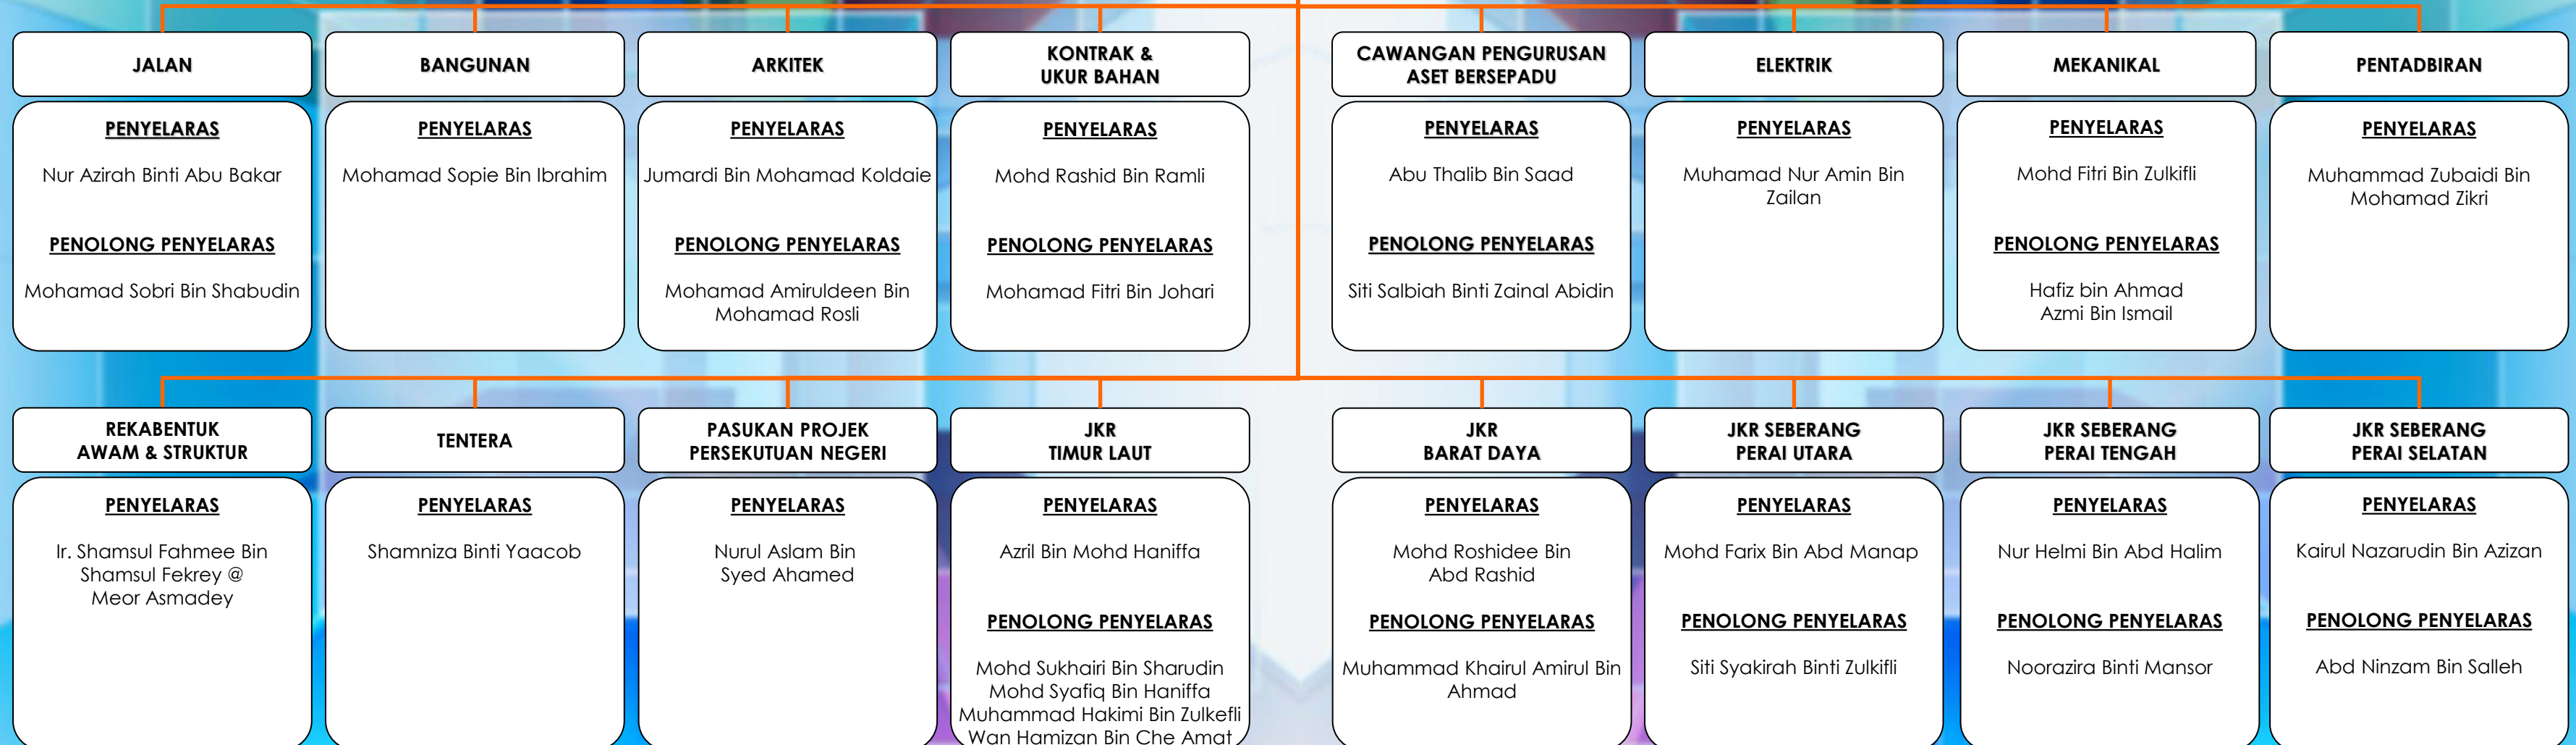 JALAN
PENYELARAS
Nur Azirah Binti Abu Bakar
PENOLONG PENYELARAS
Mohamad Sobri Bin Shabudin
BANGUNAN
PENYELARAS
Mohamad Sopie Bin Ibrahim
ARKITEK
PENYELARAS
Jumardi Bin Mohamad Koldaie
PENOLONG PENYELARAS
Mohamad Amiruldeen Bin
Mohamad Rosli
KONTRAK &
UKUR BAHAN
PENYELARAS
Mohd Rashid Bin Ramli
PENOLONG PENYELARAS
Mohamad Fitri Bin Johari
CAWANGAN PENGURUSAN
ASET BERSEPADU
PENYELARAS
Abu Thalib Bin Saad
PENOLONG PENYELARAS
Siti Salbiah Binti Zainal Abidin
ELEKTRIK
PENYELARAS
Muhamad Nur Amin Bin
Zailan
MEKANIKAL
PENYELARAS
Mohd Fitri Bin Zulkifli
PENOLONG PENYELARAS
Hafiz bin Ahmad
Azmi Bin Ismail
PENTADBIRAN
PENYELARAS
Muhammad Zubaidi Bin
Mohamad Zikri
REKABENTUK
AWAM & STRUKTUR
PENYELARAS
Ir. Shamsul Fahmee Bin
Shamsul Fekrey @
Meor Asmadey
TENTERA
PENYELARAS
Shamniza Binti Yaacob
PASUKAN PROJEK
PERSEKUTUAN NEGERI
PENYELARAS
Nurul Aslam Bin
Syed Ahamed
JKR
TIMUR LAUT
PENYELARAS
Azril Bin Mohd Haniffa
PENOLONG PENYELARAS
Mohd Sukhairi Bin Sharudin
Mohd Syafiq Bin Haniffa
Muhammad Hakimi Bin Zulkefli
Wan Hamizan Bin Che Amat
JKR
BARAT DAYA
PENYELARAS
Mohd Roshidee Bin
Abd Rashid
PENOLONG PENYELARAS
Muhammad Khairul Amirul Bin
Ahmad
JKR SEBERANG
PERAI UTARA
PENYELARAS
Mohd Farix Bin Abd Manap
PENOLONG PENYELARAS
Siti Syakirah Binti Zulkifli
JKR SEBERANG
PERAI TENGAH
PENYELARAS
Nur Helmi Bin Abd Halim
PENOLONG PENYELARAS
Noorazira Binti Mansor
JKR SEBERANG
PERAI SELATAN
PENYELARAS
Kairul Nazarudin Bin Azizan
PENOLONG PENYELARAS
Abd Ninzam Bin Salleh